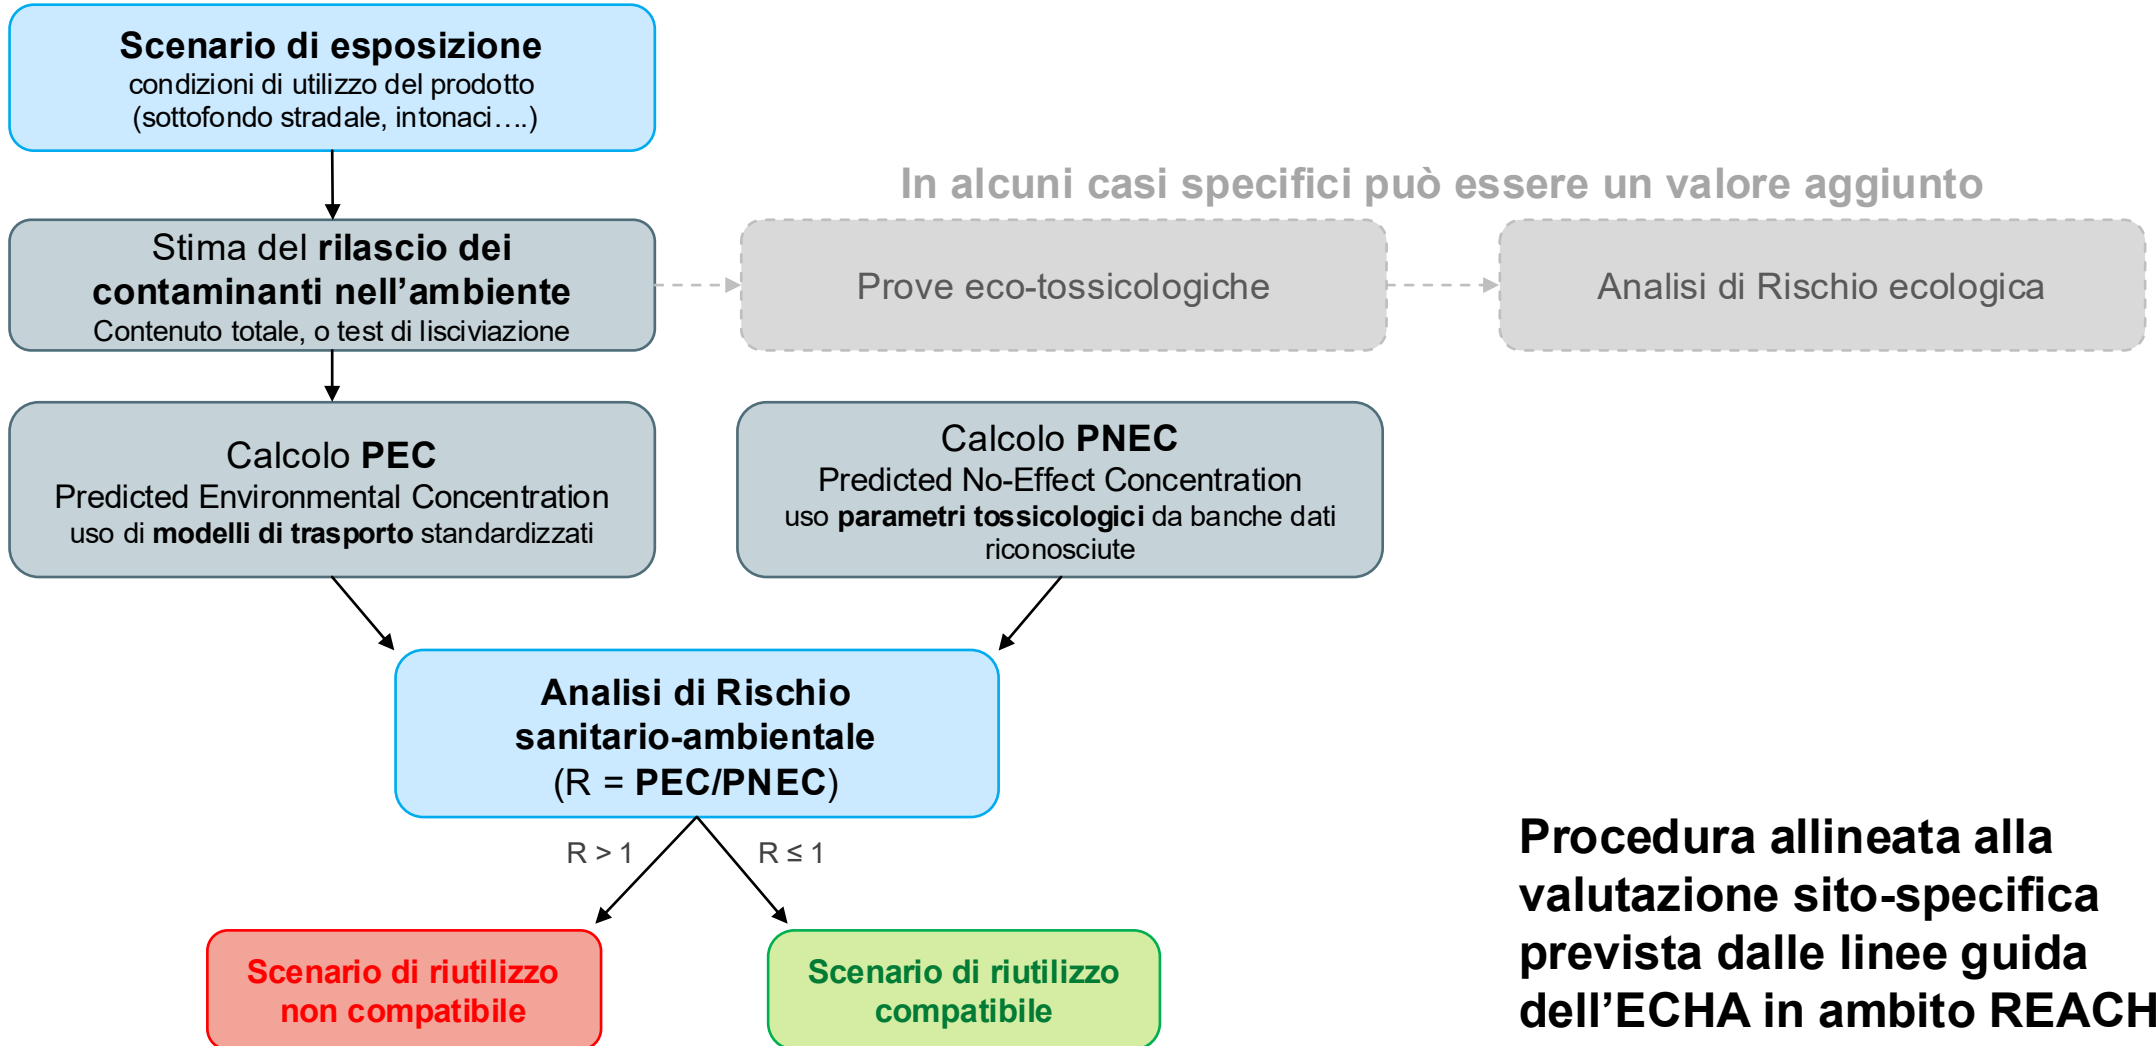 Scenario di esposizione
condizioni di utilizzo del prodotto
(sottofondo stradale, intonaci….)
In alcuni casi specifici può essere un valore aggiunto
Stima del rilascio dei
contaminanti nell’ambiente
Contenuto totale, o test di lisciviazione
Prove eco-tossicologiche
Analisi di Rischio ecologica
Calcolo PEC
Predicted Environmental Concentration
uso di modelli di trasporto standardizzati
Calcolo PNEC
Predicted No-Effect Concentration
uso parametri tossicologici da banche dati
riconosciute
Analisi di Rischio
sanitario-ambientale
(R = PEC/PNEC)
R > 1
R ≤ 1
Scenario di riutilizzo
non compatibile
Scenario di riutilizzo
compatibile
Procedura allineata alla
valutazione sito-specifica
prevista dalle linee guida
dell’ECHA in ambito REACH